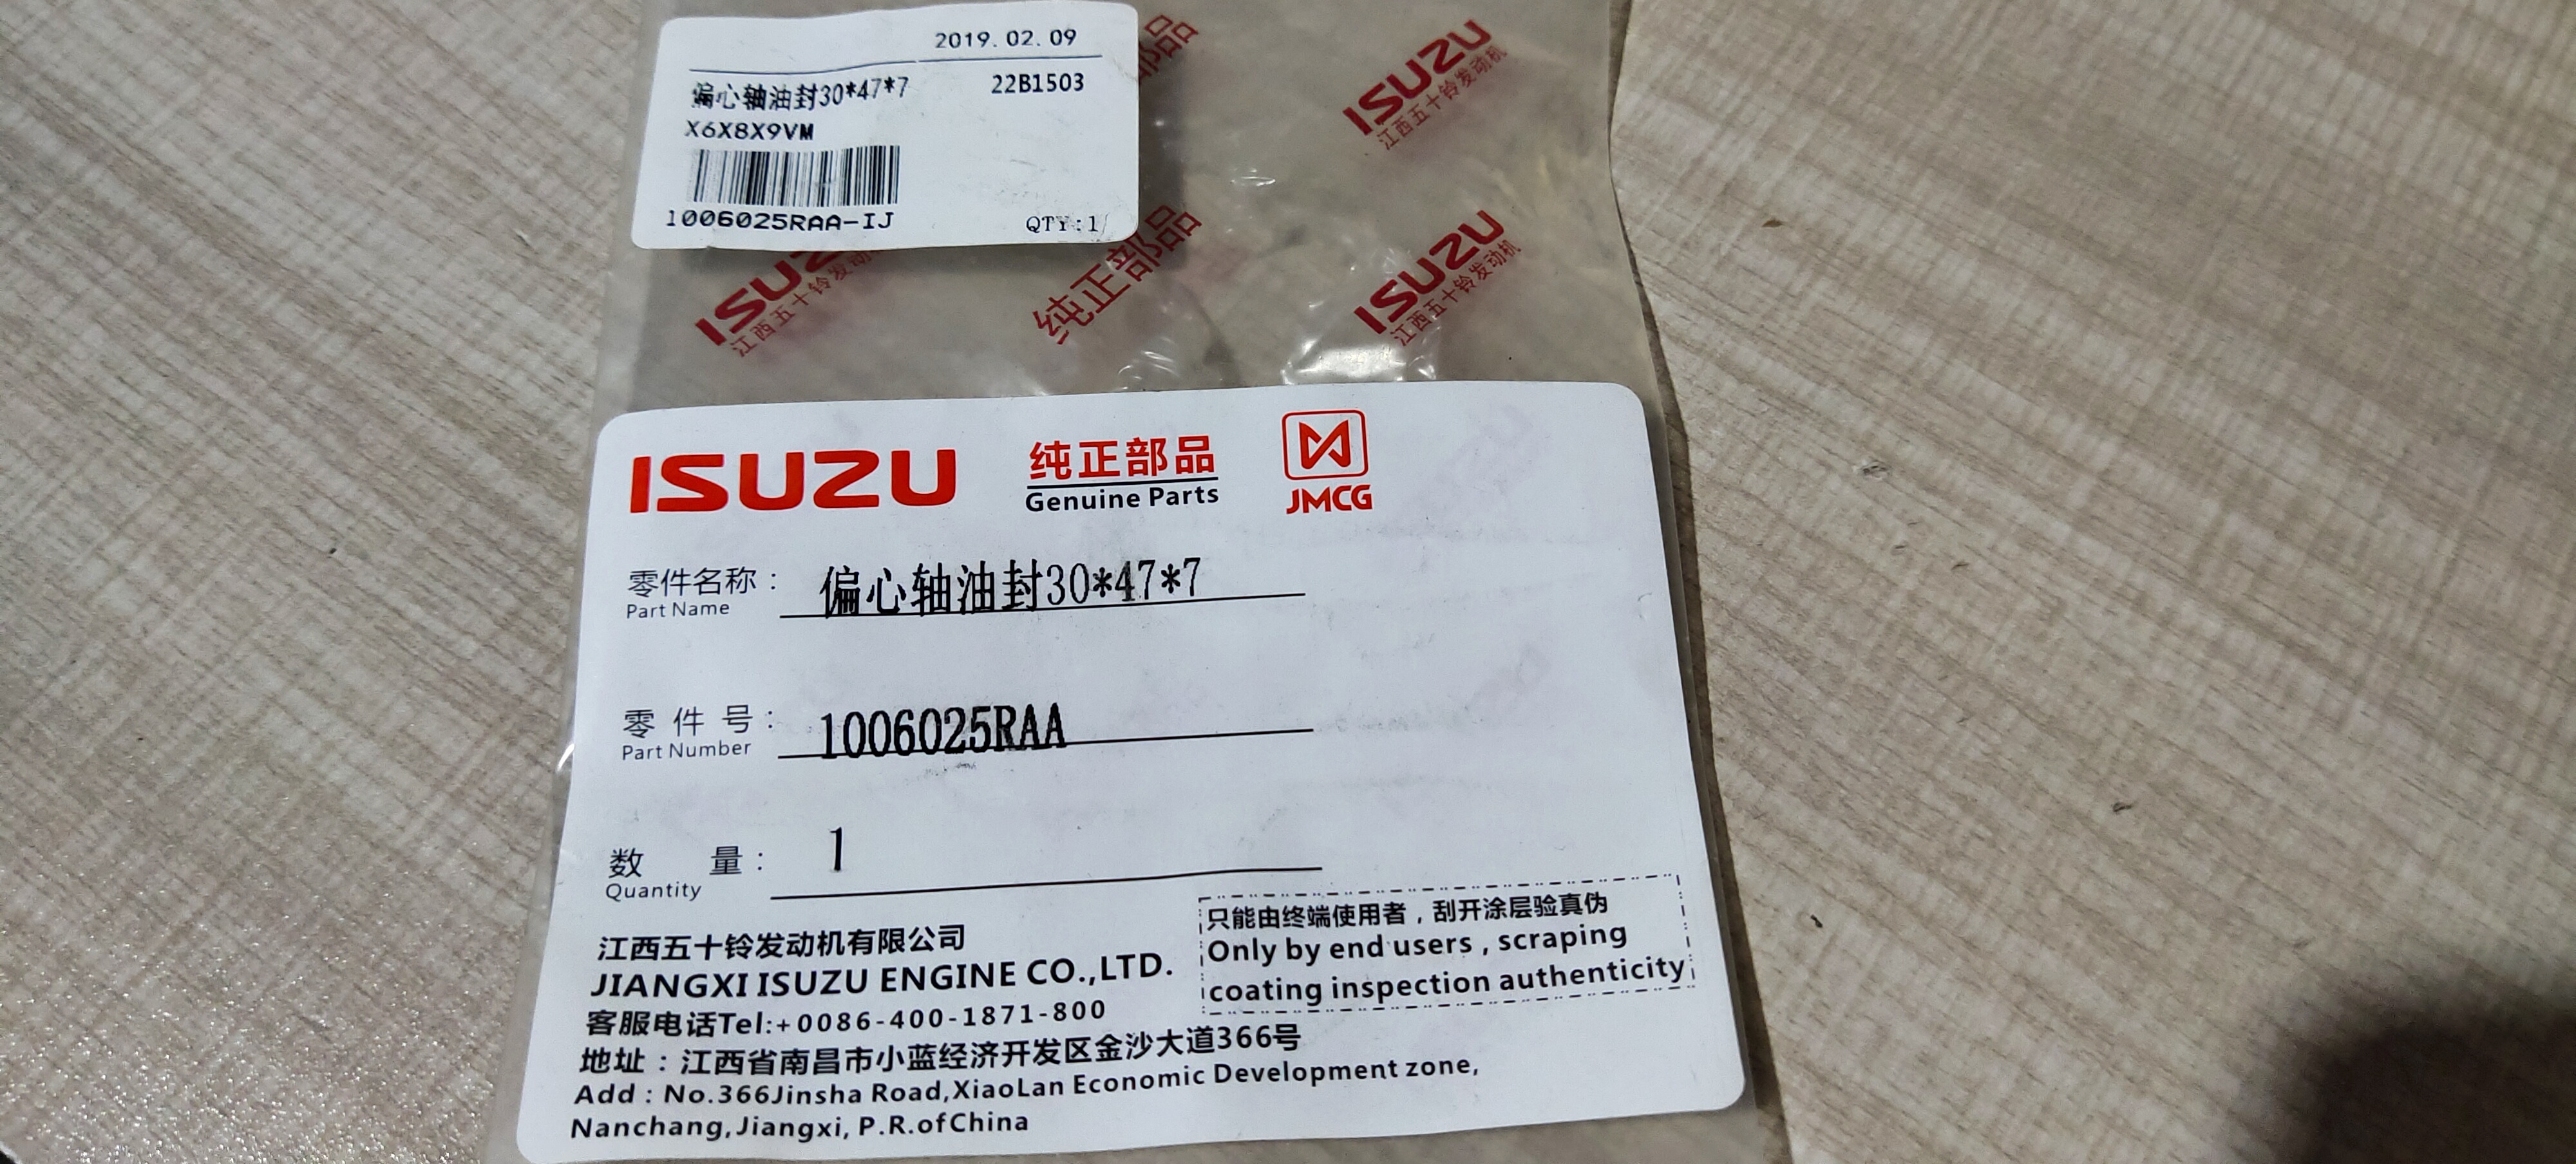 2019.02.09
偏心轴油封30*47*7 22B1503
X6X8X9VM
1006025RAA-IJ QTY:1
部品
ISUZU
江西五十铃发动机
ISUZ
江西五十铃发动
纯正部品
ISUZU
江西五十铃发动机
ISUZU 纯正部品 JMCG
Genuine Parts
零件名称: 偏心轴油封30*47*7
Part Name
零件号: 1006025RAA
Part Number
数量: 1
Quantity
只能由终端使用者，刮开涂层验真伪
Only by end users , scraping
coating inspection authenticity
江西五十铃发动机有限公司
JIANGXI ISUZU ENGINE CO.,LTD.
客服电话Tel:+0086-400-1871-800
地址：江西省南昌市小蓝经济开发区金沙大道366号
Add : No.366Jinsha Road,XiaoLan Economic Development zone,
Nanchang,Jiangxi, P.R.ofChina